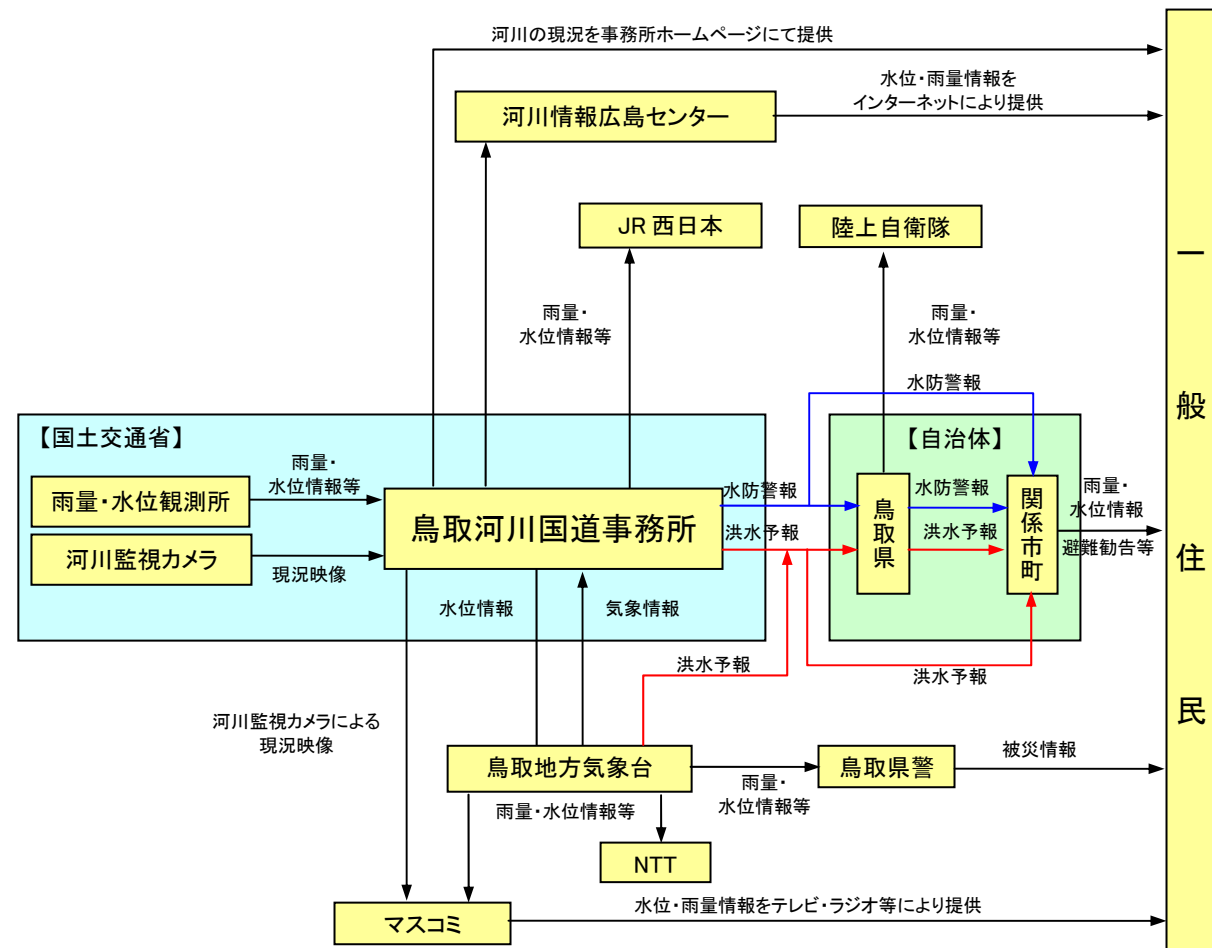 河川の現況を事務所ホームページにて提供
水位・雨量情報を
インターネットにより提供
河川情報広島センター
JR 西日本
陸上自衛隊
雨量・
水位情報等
雨量・
水位情報等
水防警報
【国土交通省】
【自治体】
雨量・
水位情報等
雨量・水位観測所
河川監視カメラ
現況映像
鳥取河川国道事務所
水防警報
洪水予報
鳥取県
水防警報
洪水予報
関係市町
雨量・
水位情報
避難勧告等
水位情報
気象情報
洪水予報
洪水予報
河川監視カメラによる
現況映像
鳥取地方気象台
雨量・水位情報等
雨量・
水位情報等
鳥取県警
被災情報
NTT
マスコミ
水位・雨量情報をテレビ・ラジオ等により提供
一般住民